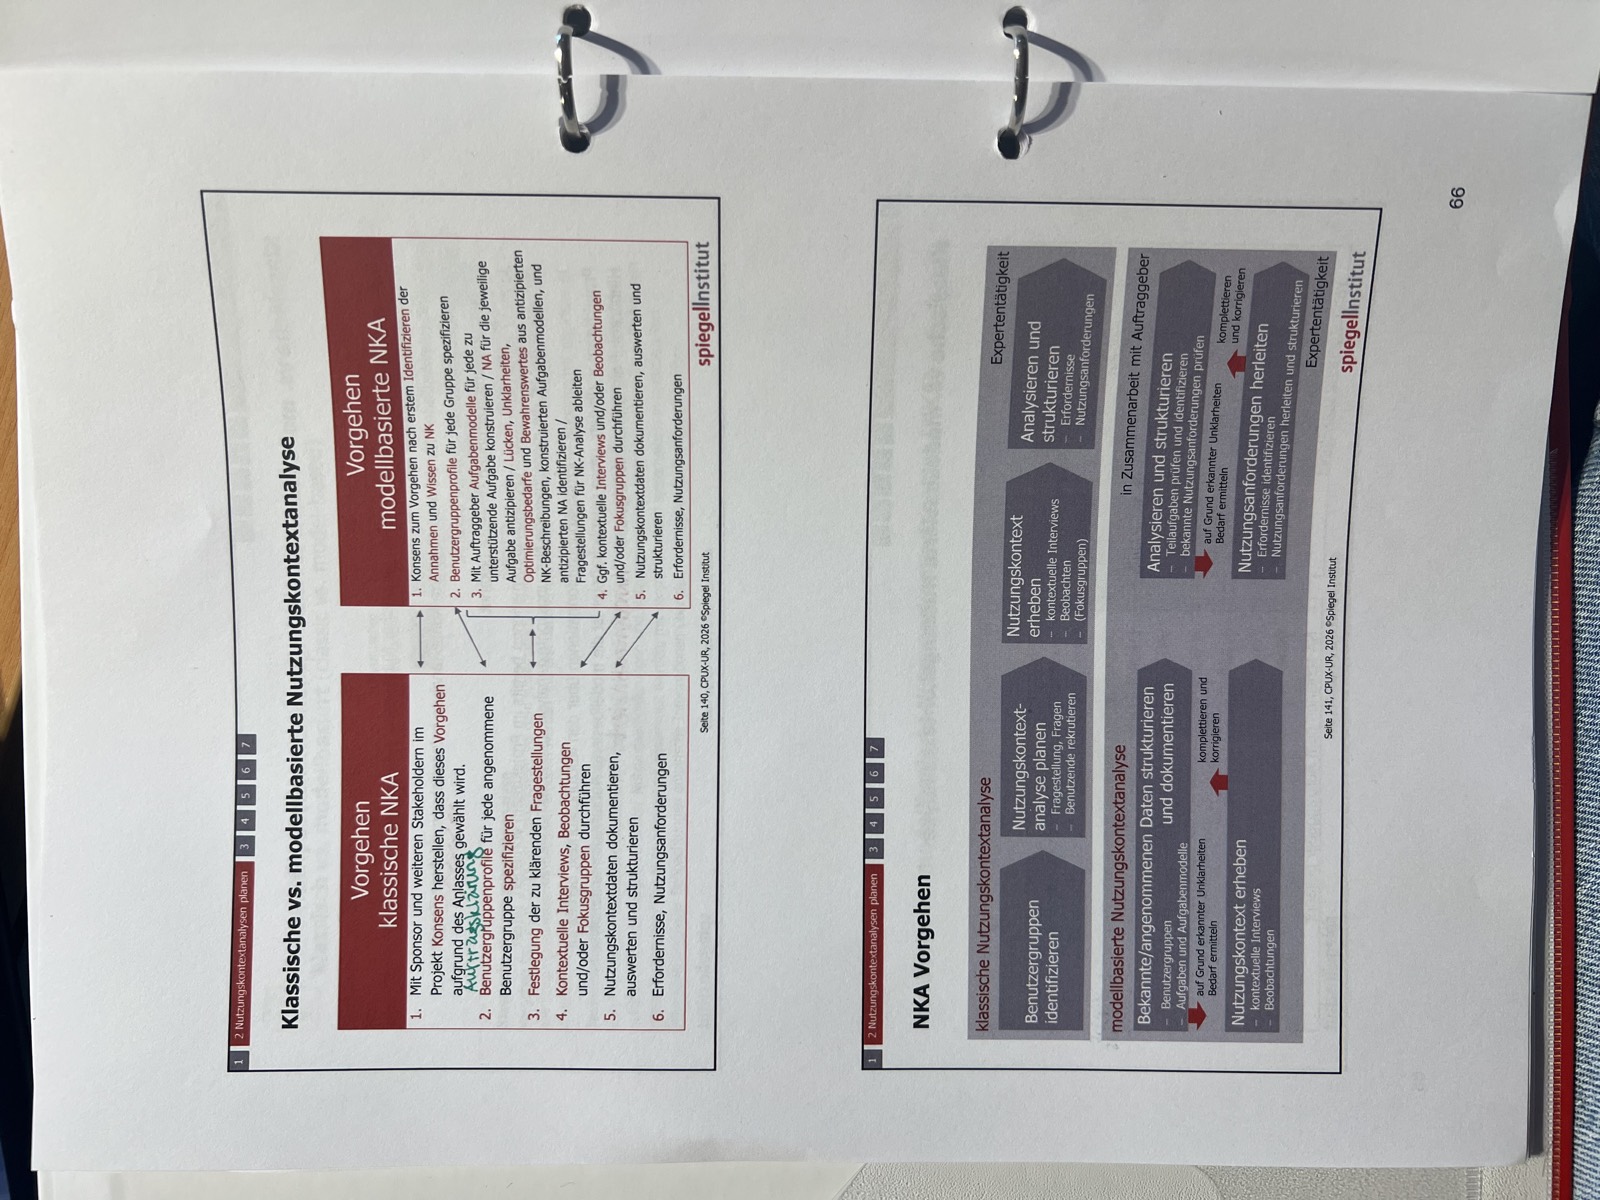 1 2 Nutzungskontextanalysen planen 3 4 5 6 7
Klassische vs. modellbasierte Nutzungskontextanalyse
Vorgehen
klassische NKA
1. Mit Sponsor und weiteren Stakeholdern im
Projekt Konsens herstellen, dass dieses Vorgehen
aufgrund des Anlasses gewählt wird.
Auftragsklärung
2. Benutzergruppenprofile für jede angenommene
Benutzergruppe spezifizieren
3. Festlegung der zu klärenden Fragestellungen
4. Kontextuelle Interviews, Beobachtungen
und/oder Fokusgruppen durchführen
5. Nutzungskontextdaten dokumentieren,
auswerten und strukturieren
6. Erfordernisse, Nutzungsanforderungen
Vorgehen
modellbasierte NKA
1. Konsens zum Vorgehen nach erstem Identifizieren der
Annahmen und Wissen zu NK
2. Benutzergruppenprofile für jede Gruppe spezifizieren
3. Mit Auftraggeber Aufgabenmodelle für jede zu
unterstützende Aufgabe konstruieren / NA für die jeweilige
Aufgabe antizipieren / Lücken, Unklarheiten,
Optimierungsbedarfe und Bewahrenswertes aus antizipierten
NK-Beschreibungen, konstruierten Aufgabenmodellen, und
antizipierten NA identifizieren /
Fragestellungen für NK-Analyse ableiten
4. Ggf. kontextuelle Interviews und/oder Beobachtungen
und/oder Fokusgruppen durchführen
5. Nutzungskontextdaten dokumentieren, auswerten und
strukturieren
6. Erfordernisse, Nutzungsanforderungen
Seite 140, CPUX-UR, 2026 ©Spiegel Institut
spiegelInstitut
1 2 Nutzungskontextanalysen planen 3 4 5 6 7
NKA Vorgehen
klassische Nutzungskontextanalyse
Expertentätigkeit
Benutzergruppen
identifizieren
Nutzungskontext-
analyse planen
– Fragestellung, Fragen
– Benutzende rekrutieren
Nutzungskontext
erheben
– kontextuelle Interviews
– Beobachten
– (Fokusgruppen)
Analysieren und
strukturieren
– Erfordernisse
– Nutzungsanforderungen
modellbasierte Nutzungskontextanalyse
in Zusammenarbeit mit Auftraggeber
Bekannte/angenommenen Daten strukturieren
und dokumentieren
– Benutzergruppen
– Aufgaben und Aufgabenmodelle
auf Grund erkannter Unklarheiten
Bedarf ermitteln
komplettieren und
korrigieren
Nutzungskontext erheben
– kontextuelle Interviews
– Beobachtungen
Analysieren und strukturieren
– Teilaufgaben prüfen und identifizieren
– bekannte Nutzungsanforderungen prüfen
auf Grund erkannter Unklarheiten
Bedarf ermitteln
komplettieren
und korrigieren
Nutzungsanforderungen herleiten
– Erfordernisse identifizieren
– Nutzungsanforderungen herleiten und strukturieren
Expertentätigkeit
Seite 141, CPUX-UR, 2026 ©Spiegel Institut
spiegelInstitut
66